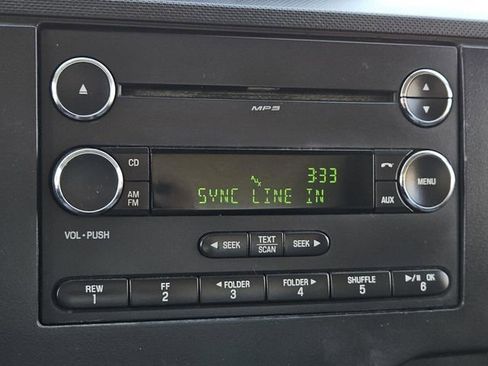 MP3
CD
AUX 3:33
AM
FM
SYNC LINE IN
MENU
AUX
VOL-PUSH
◄ SEEK
TEXT
SCAN
SEEK ►
REW
1
FF
2
◄ FOLDER
3
FOLDER ►
4
SHUFFLE
5
►/II OK
6